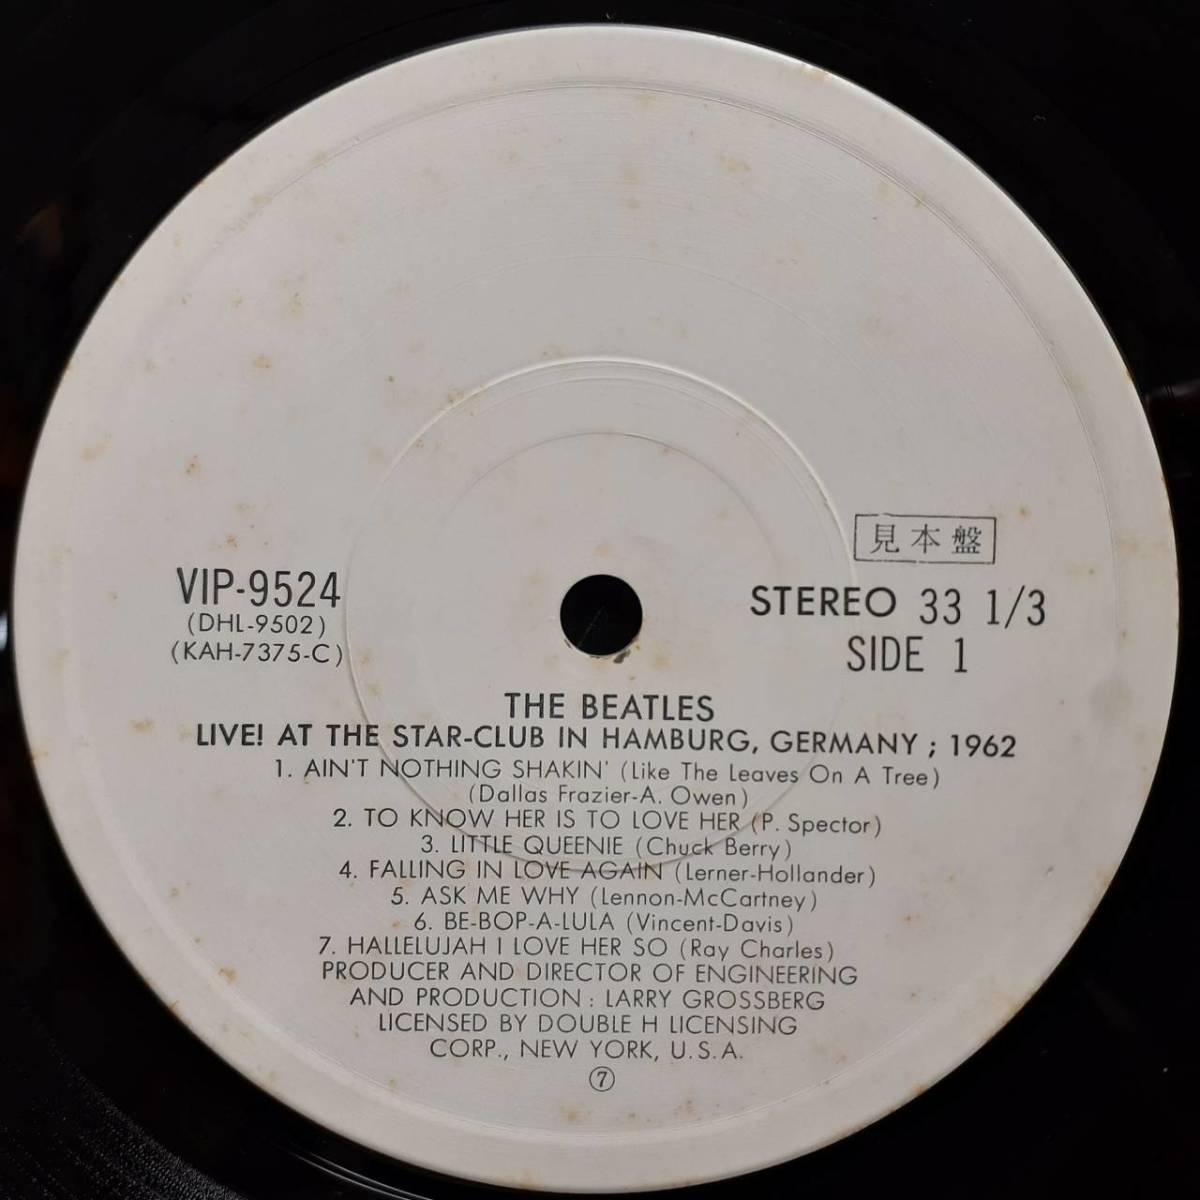 見本盤
VIP-9524
(DHL-9502)
(KAH-7375-C)
STEREO 33 1/3
SIDE 1
THE BEATLES
LIVE! AT THE STAR-CLUB IN HAMBURG, GERMANY ; 1962
1. AIN'T NOTHING SHAKIN' (Like The Leaves On A Tree)
(Dallas Frazier-A. Owen)
2. TO KNOW HER IS TO LOVE HER (P. Spector)
3. LITTLE QUEENIE (Chuck Berry)
4. FALLING IN LOVE AGAIN (Lerner-Hollander)
5. ASK ME WHY (Lennon-McCartney)
6. BE-BOP-A-LULA (Vincent-Davis)
7. HALLELUJAH I LOVE HER SO (Ray Charles)
PRODUCER AND DIRECTOR OF ENGINEERING
AND PRODUCTION : LARRY GROSSBERG
LICENSED BY DOUBLE H LICENSING
CORP., NEW YORK, U.S.A.
⑦